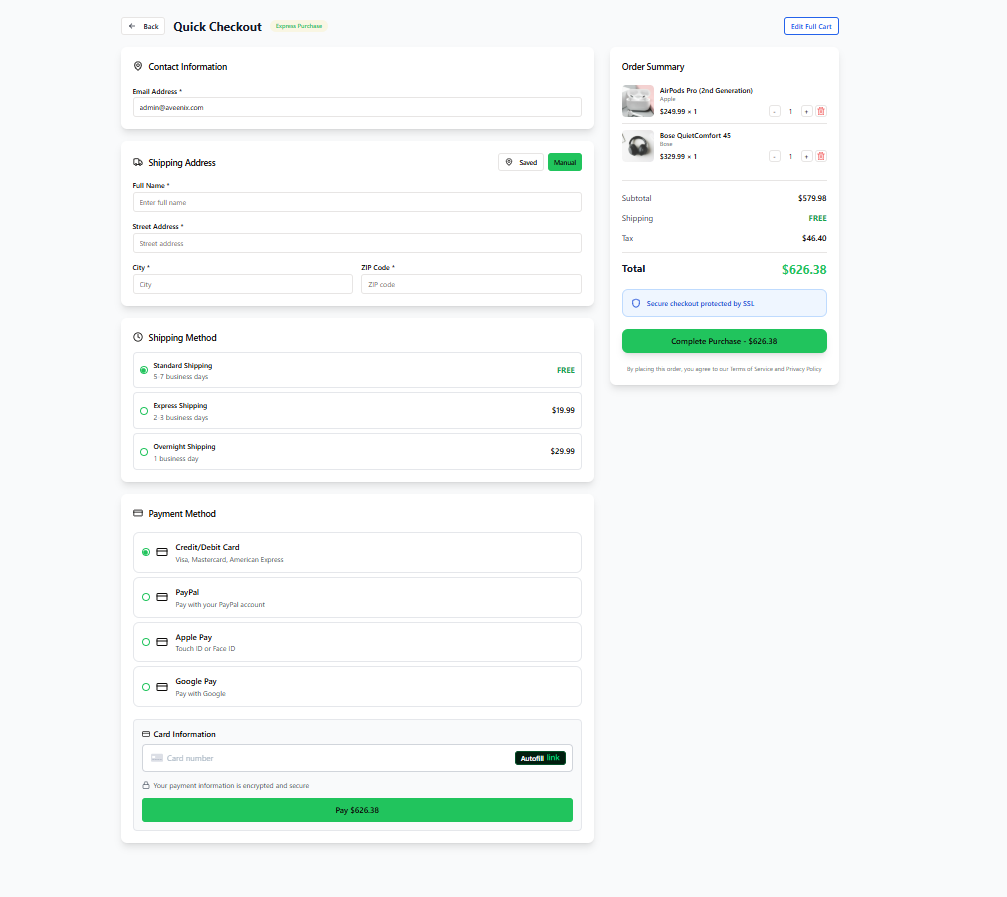 Back
Quick Checkout
Express Purchase
Edit Full Cart
Contact Information
Email Address *
admin@aveenix.com
Shipping Address
Saved
Manual
Full Name *
Enter full name
Street Address *
Street address
City *
ZIP Code *
City
ZIP code
Shipping Method
Standard Shipping
5-7 business days
FREE
Express Shipping
2-3 business days
$19.99
Overnight Shipping
1 business day
$29.99
Payment Method
Credit/Debit Card
Visa, Mastercard, American Express
PayPal
Pay with your PayPal account
Apple Pay
Touch ID or Face ID
Google Pay
Pay with Google
Card Information
Card number
Autofill link
Your payment information is encrypted and secure
Pay $626.38
Order Summary
AirPods Pro (2nd Generation)
Apple
$249.99 × 1
- 1 +
Bose QuietComfort 45
Bose
$329.99 × 1
- 1 +
Subtotal
$579.98
Shipping
FREE
Tax
$46.40
Total
$626.38
Secure checkout protected by SSL
Complete Purchase - $626.38
By placing this order, you agree to our Terms of Service and Privacy Policy